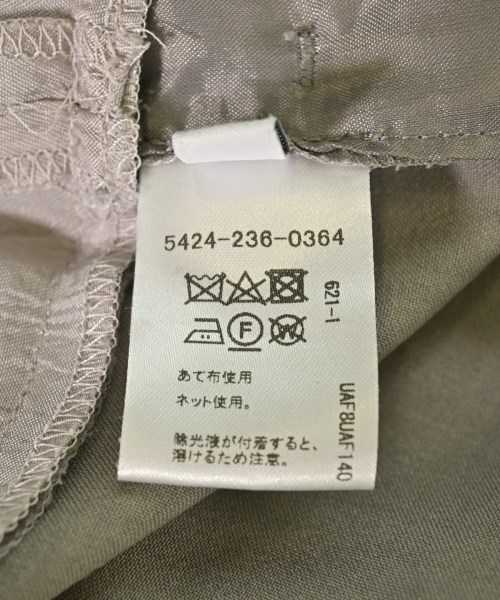 5424-236-0364
621-1
F
W
あて布使用
ネット使用。
除光液が付着すると、
溶けるため注意。
UAF8UAF140